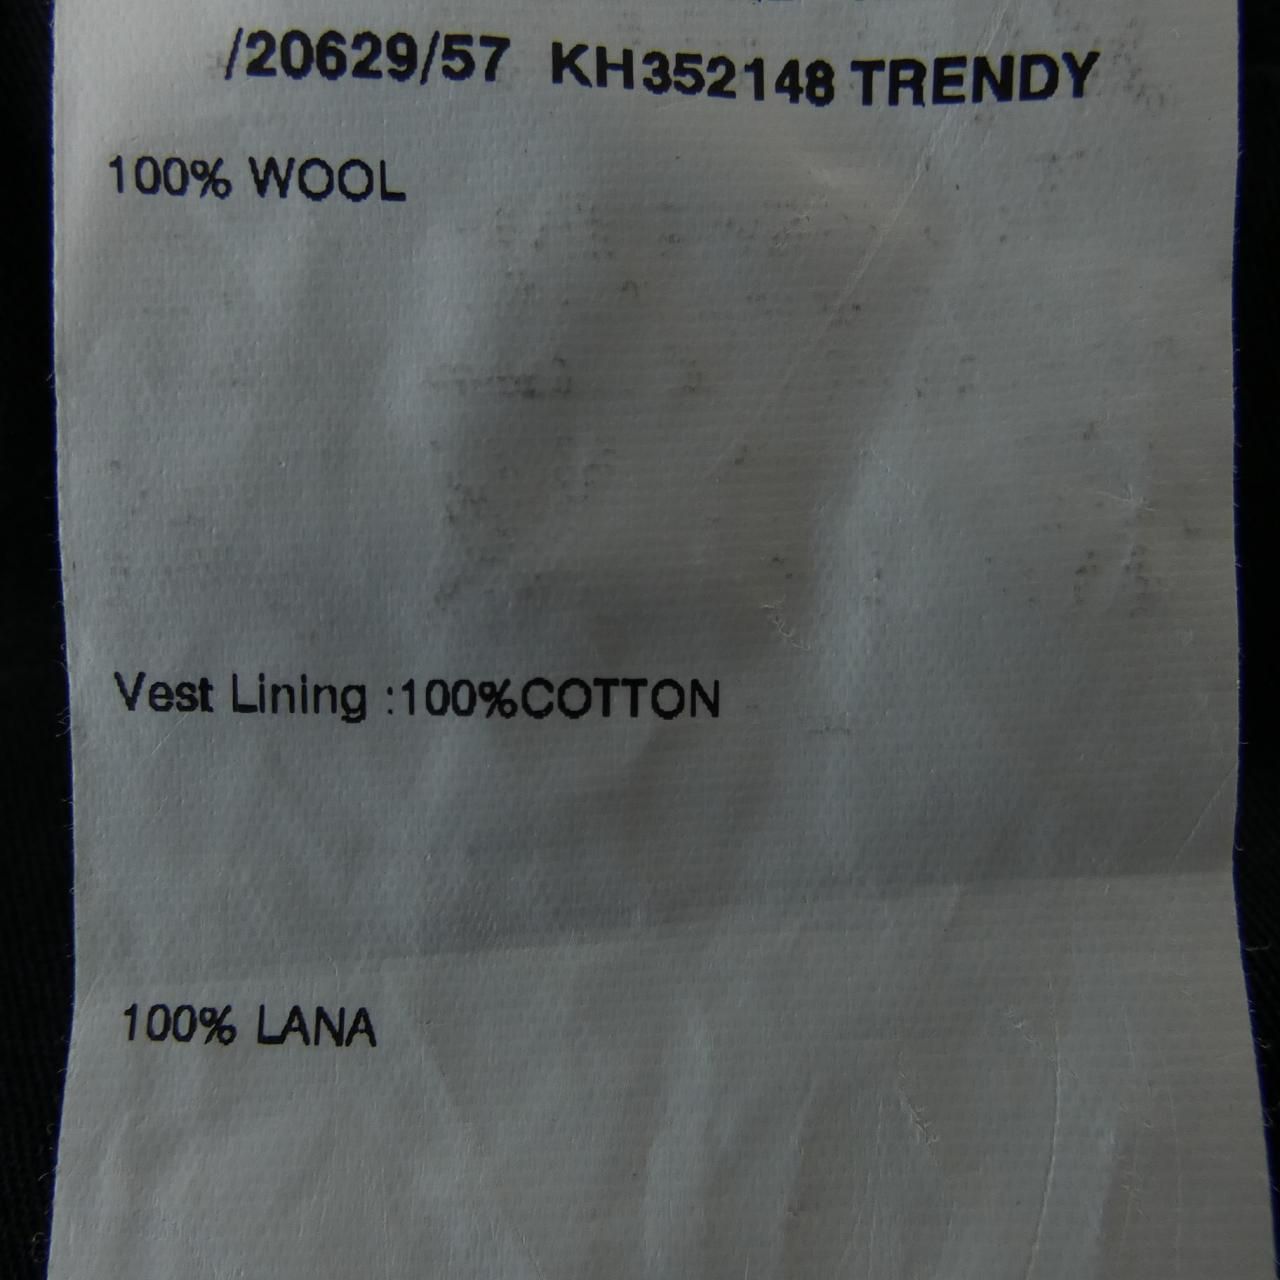 /20629/57 KH352148 TRENDY
100% WOOL
Vest Lining :100%COTTON
100% LANA